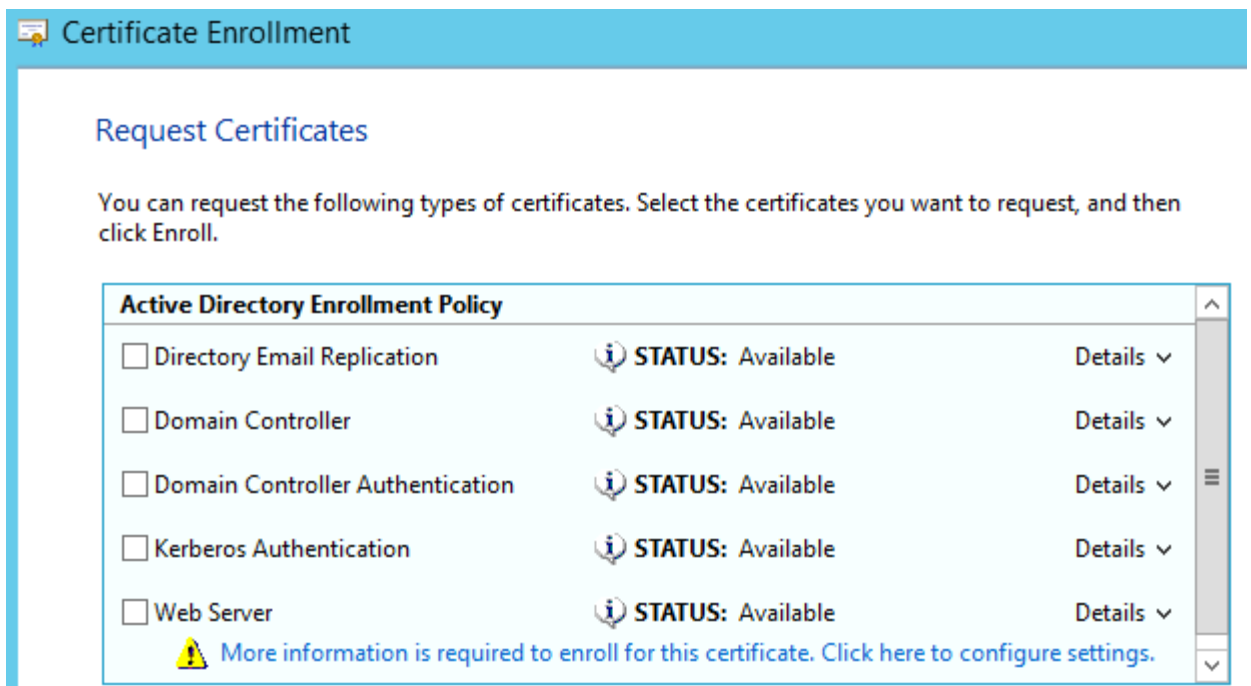 Certificate Enrollment
Request Certificates
You can request the following types of certificates. Select the certificates you want to request, and then
click Enroll.
Active Directory Enrollment Policy
Directory Email Replication STATUS: Available Details
Domain Controller STATUS: Available Details
Domain Controller Authentication STATUS: Available Details
Kerberos Authentication STATUS: Available Details
Web Server STATUS: Available Details
More information is required to enroll for this certificate. Click here to configure settings.